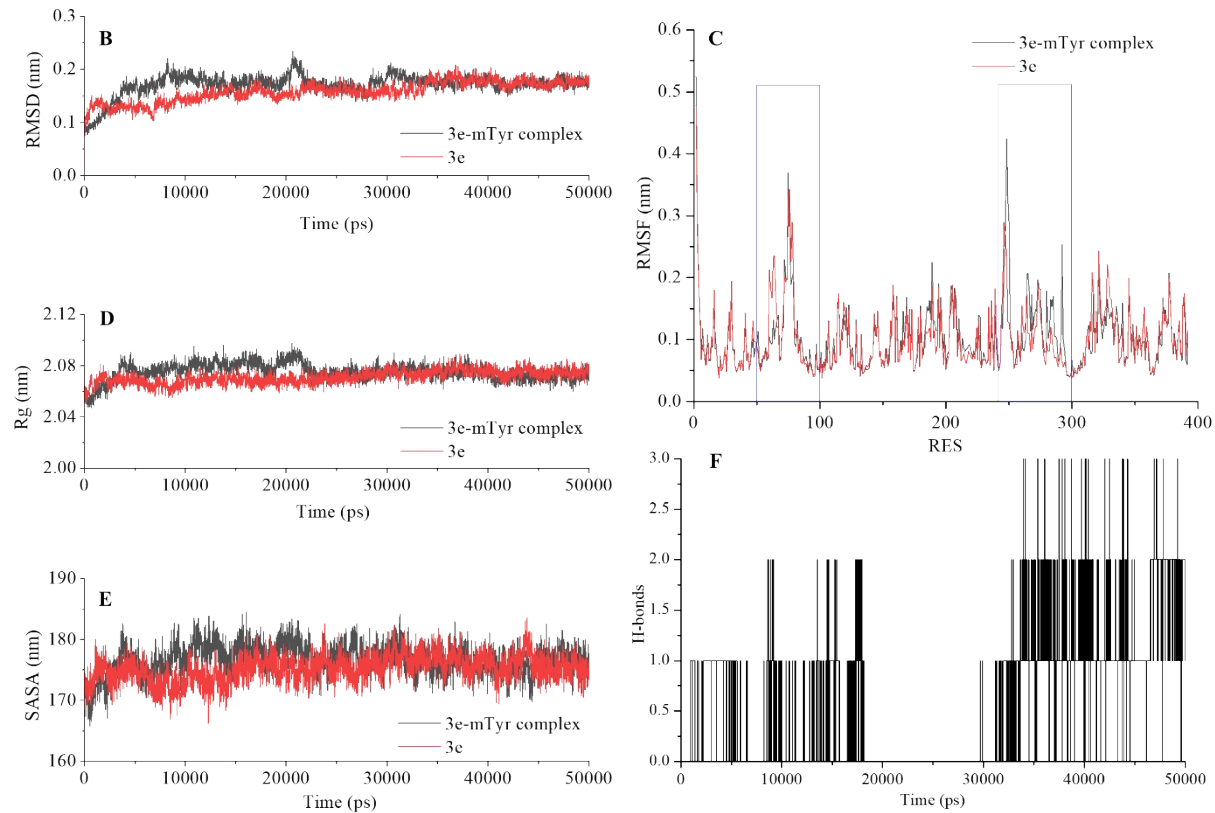 B
RMSD (nm)
0.3
0.2
0.1
0.0
3e-mTyr complex
3e
0 10000 20000 30000 40000 50000
Time (ps)
C
RMSF (nm)
0.6
0.5
0.4
0.3
0.2
0.1
0.0
3e-mTyr complex
3e
0 100 200 300 400
RES
D
Rg (nm)
2.12
2.08
2.04
2.00
3e-mTyr complex
3e
0 10000 20000 30000 40000 50000
Time (ps)
E
SASA (nm)
190
180
170
160
3e-mTyr complex
3e
0 10000 20000 30000 40000 50000
Time (ps)
F
H-bonds
3.0
2.5
2.0
1.5
1.0
0.5
0.0
0 10000 20000 30000 40000 50000
Time (ps)